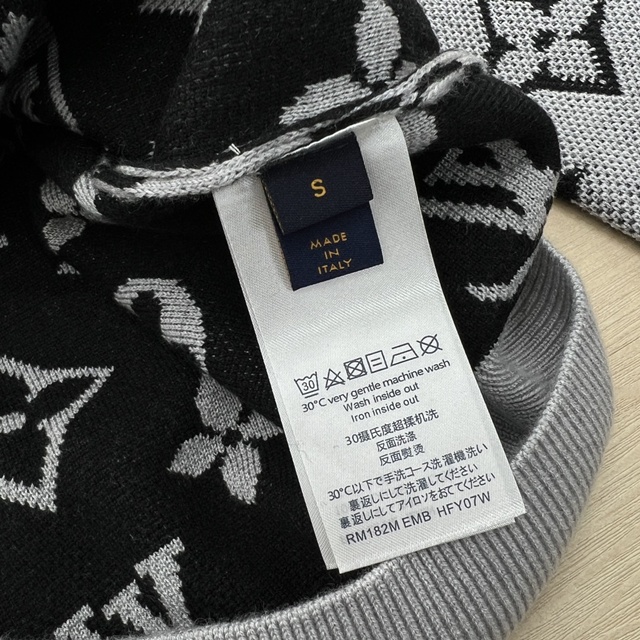 S
MADE
IN
ITALY
30
30°C very gentle machine wash
Wash inside out
Iron inside out
30摄氏度超揉机洗
反面洗涤
反面熨烫
30℃以下で手洗コース洗濯機洗い
裏返しにして洗濯してください
裏返しにしてアイロンをかけてください
RM182M EMB HFY07W